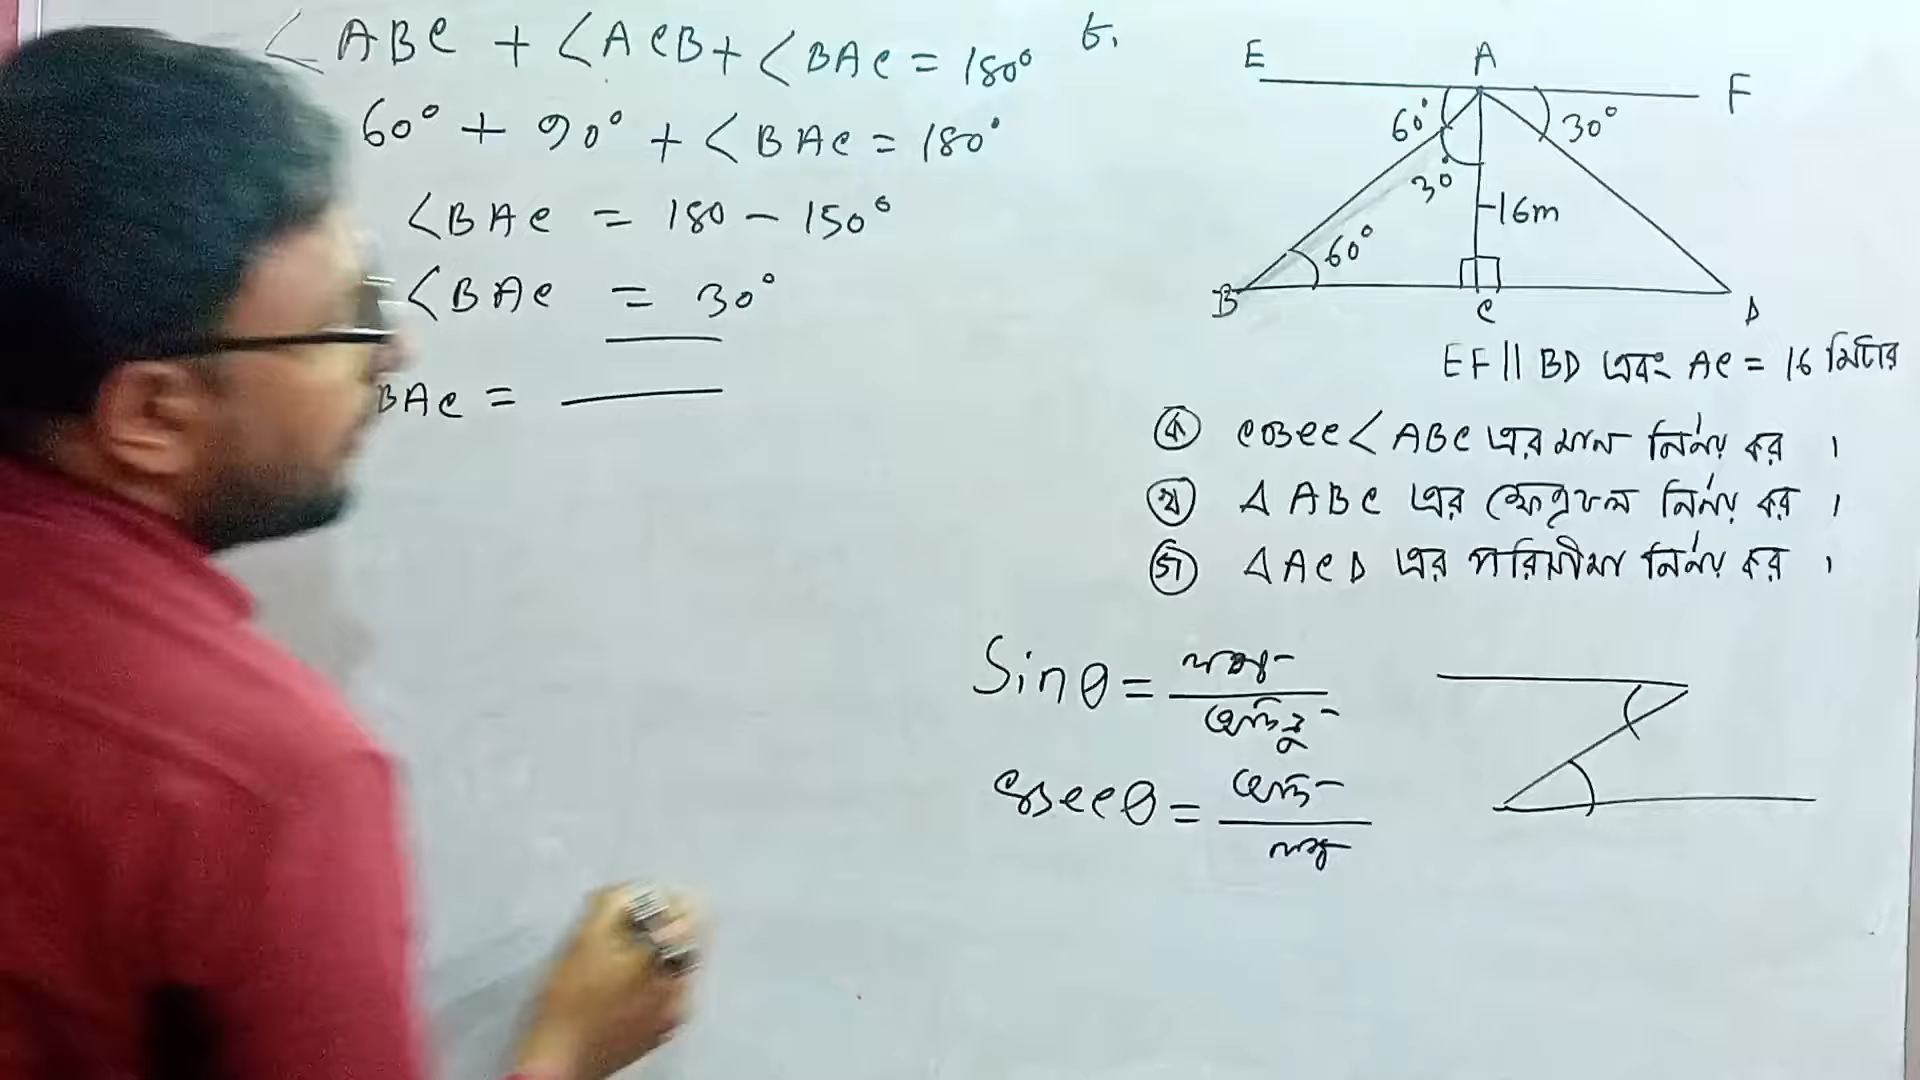 <ABC + <ACB + <BAC = 180°
60° + 90° + <BAC = 180°
<BAC = 180 - 150°
<BAC = 30°
BAC =
৮.
E A F
60° 30°
30°
16m
60°
B C D
EF || BD এবং AC = 16 মিটার
ক cosec<ABC এর মান নির্ণয় কর ।
খ ΔABC এর ক্ষেত্রফল নির্ণয় কর ।
গ ΔACD এর পরিসীমা নির্ণয় কর ।
Sinθ = লম্ব
cosecθ =
লম্ব